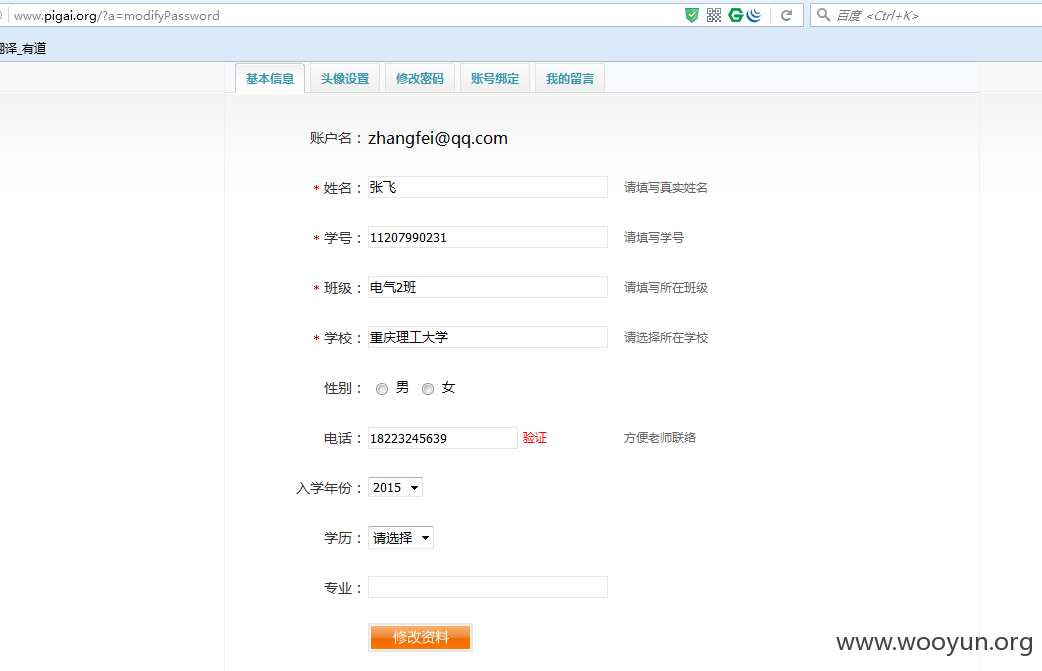 www.pigai.org/?a=modifyPassword
百度 <Ctrl+K>
翻译_有道
基本信息 头像设置 修改密码 账号绑定 我的留言
账户名： zhangfei@qq.com
* 姓名： 张飞 请填写真实姓名
* 学号： 11207990231 请填写学号
* 班级： 电气2班 请填写所在班级
* 学校： 重庆理工大学 请选择所在学校
性别： 男 女
电话： 18223245639 验证 方便老师联络
入学年份： 2015
学历： 请选择
专业：
修改资料
www.wooyun.org